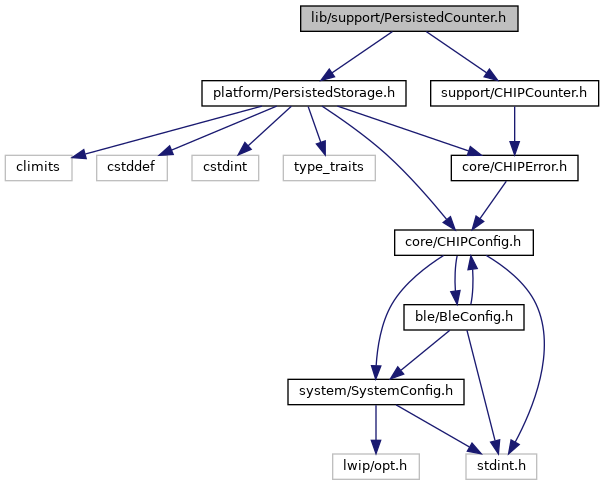 lib/support/PersistedCounter.h
platform/PersistedStorage.h
support/CHIPCounter.h
climits
cstddef
cstdint
type_traits
core/CHIPError.h
core/CHIPConfig.h
ble/BleConfig.h
system/SystemConfig.h
lwip/opt.h
stdint.h